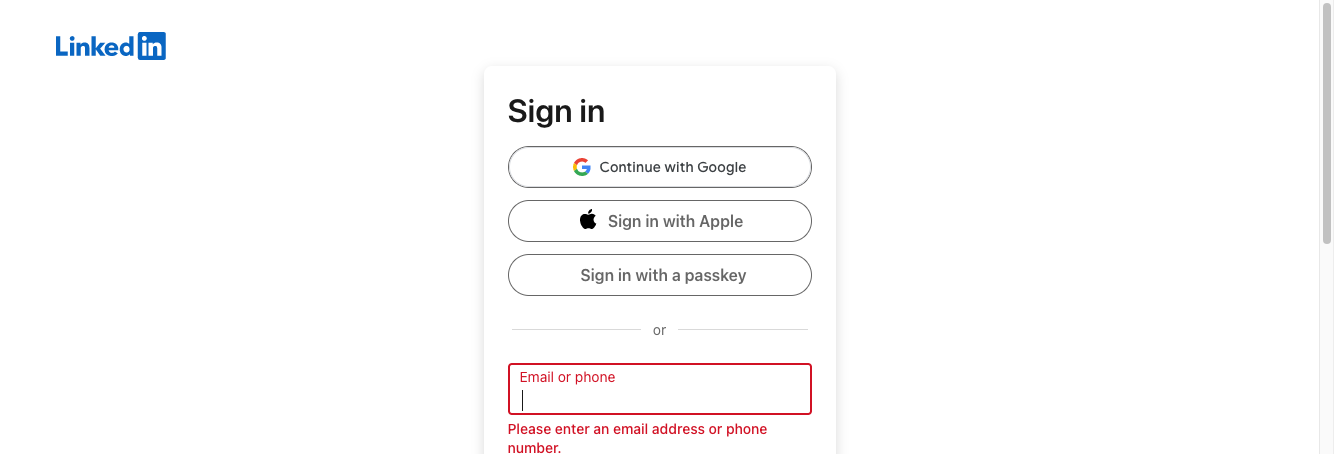 Linked in
Sign in
Continue with Google
Sign in with Apple
Sign in with a passkey
or
Email or phone
Please enter an email address or phone
number.